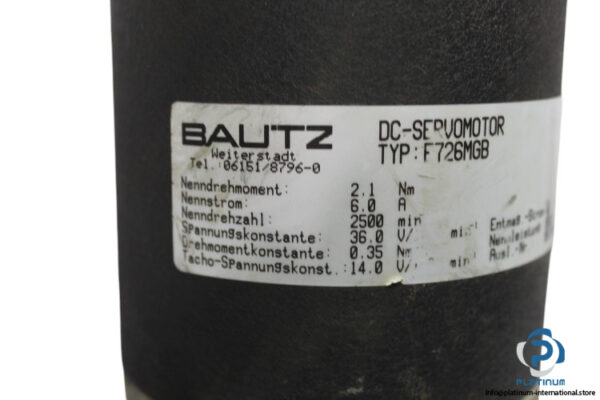 BAUTZ
Weiterstadt
Tel.:06151/8796-0
DC-SERVOMOTOR
TYP:F726MGB
Nenndrehmoment: 2.1 Nm
Nennstrom: 6.0 A
Nenndrehzahl: 2500 min
Spannungskonstante: 36.0 V/ min
Drehmomentkonstante: 0.35 Nm
Tacho-Spannungskonst.:14.0 V/ min
Entmag.-Strom
Nennleistung
Ausl.-Nr
PLATINUM
INTERNATIONAL
info@platinum-international.store